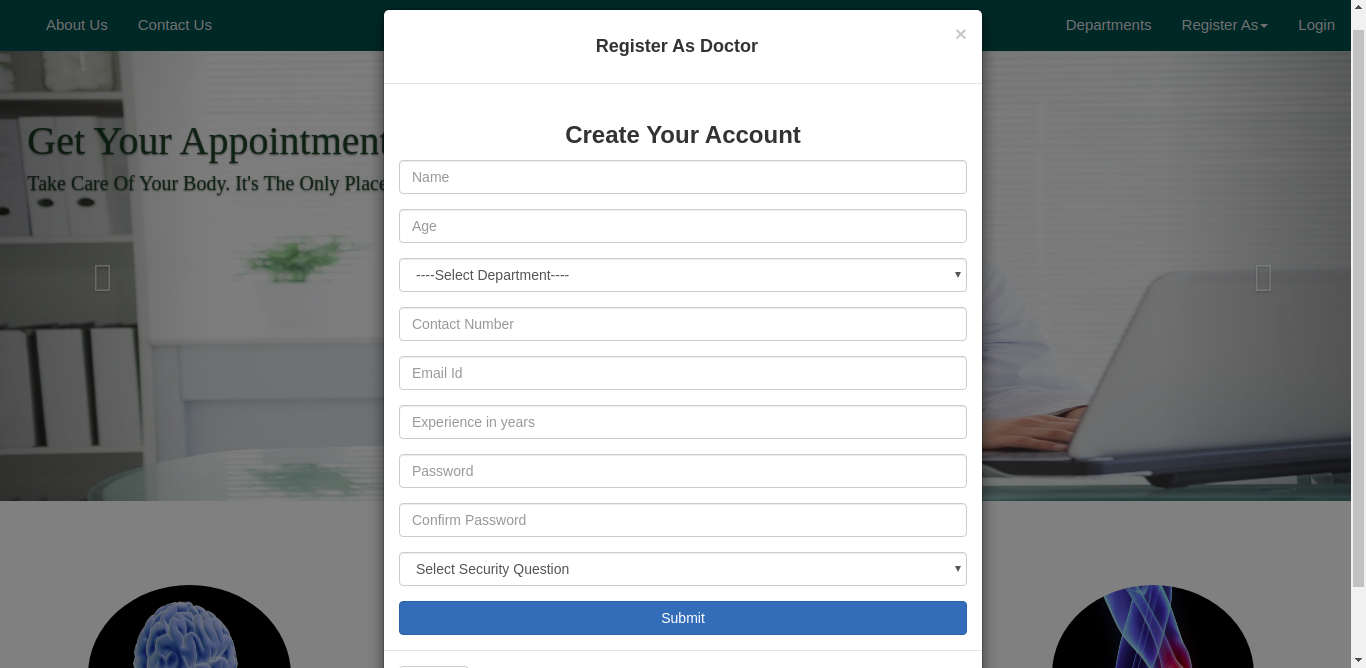 About Us
Contact Us
Departments
Register As
Login
Register As Doctor
×
Get Your Appointment
Take Care Of Your Body. It's The Only Place
Create Your Account
Name
Age
----Select Department----
Contact Number
Email Id
Experience in years
Password
Confirm Password
Select Security Question
Submit